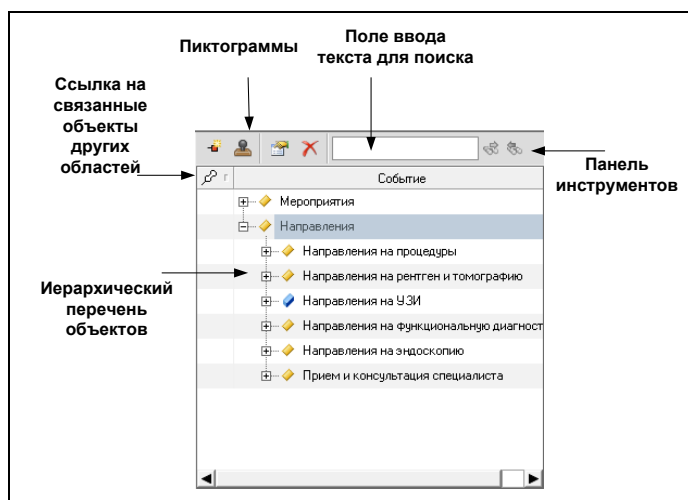 Пиктограммы
Поле ввода
текста для поиска
Ссылка на
связанные
объекты
других
областей
Панель
инструментов
Событие
Мероприятия
Направления
Направления на процедуры
Направления на рентген и томографию
Направления на УЗИ
Направления на функциональную диагност
Направления на эндоскопию
Прием и консультация специалиста
Иерархический
перечень
объектов